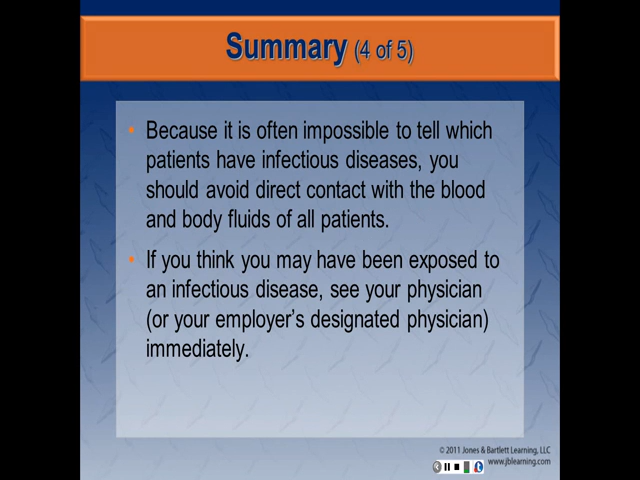 Summary (4 of 5)
• Because it is often impossible to tell which
patients have infectious diseases, you
should avoid direct contact with the blood
and body fluids of all patients.
• If you think you may have been exposed to
an infectious disease, see your physician
(or your employer’s designated physician)
immediately.
© 2011 Jones & Bartlett Learning, LLC
www.jblearning.com